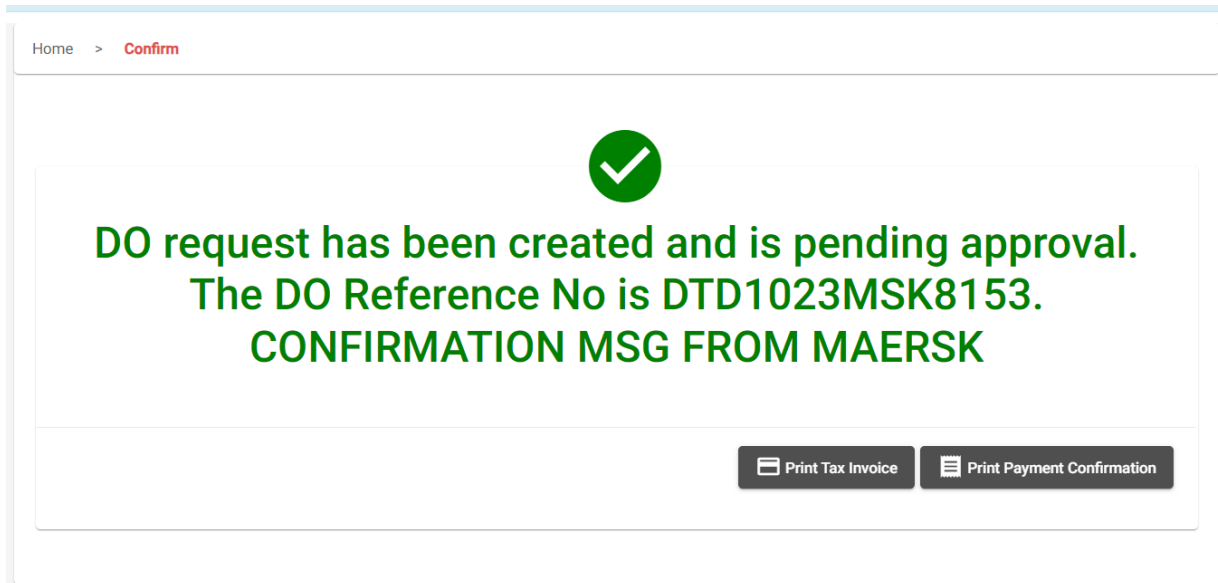 Home > Confirm
DO request has been created and is pending approval.
The DO Reference No is DTD1023MSK8153.
CONFIRMATION MSG FROM MAERSK
Print Tax Invoice Print Payment Confirmation